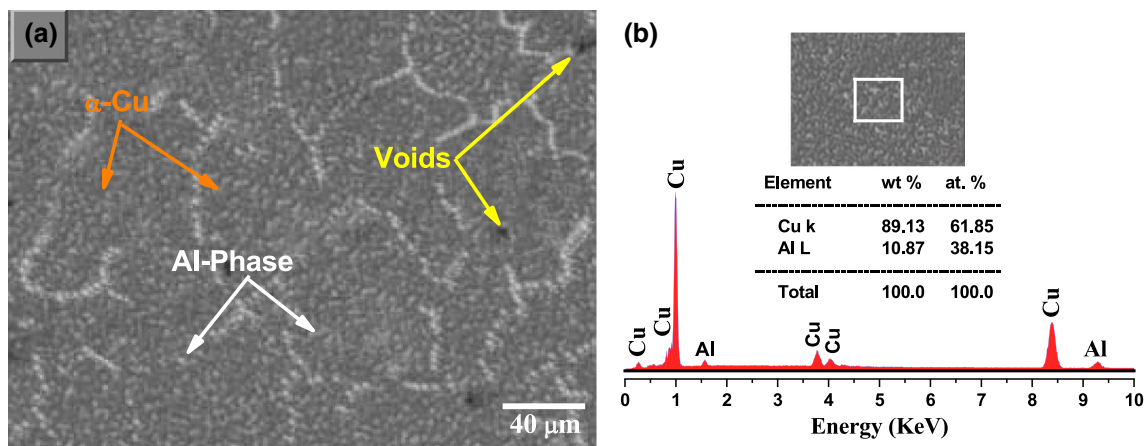 (a)
α-Cu
Voids
Al-Phase
40 μm
(b)
Element wt % at. %
Cu k 89.13 61.85
Al L 10.87 38.15
Total 100.0 100.0
Cu
Cu
Cu
Al
Cu
Cu
Cu
Al
0 1 2 3 4 5 6 7 8 9 10
Energy (KeV)